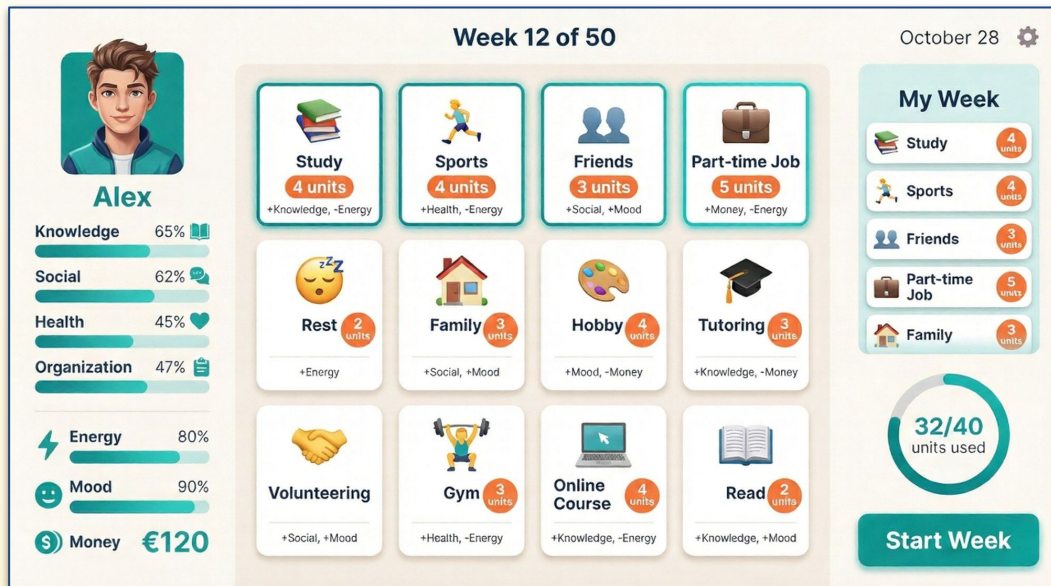 Week 12 of 50
October 28
Alex
Knowledge 65%
Social 62%
Health 45%
Organization 47%
Energy 80%
Mood 90%
$ Money €120
Study
4 units
+Knowledge, -Energy
Sports
4 units
+Health, -Energy
Friends
3 units
+Social, +Mood
Part-time Job
5 units
+Money, -Energy
zzz
Rest
2
units
+Energy
Family
3
units
+Social, +Mood
Hobby
4
units
+Mood, -Money
Tutoring
3
units
+Knowledge, -Money
Volunteering
+Social, +Mood
Gym
3
units
+Health, -Energy
Online
Course
4
units
+Knowledge, -Energy
Read
2
units
+Knowledge, +Mood
My Week
Study
4
units
Sports
4
units
Friends
3
units
Part-time
Job
5
units
Family
3
units
32/40
units used
Start Week